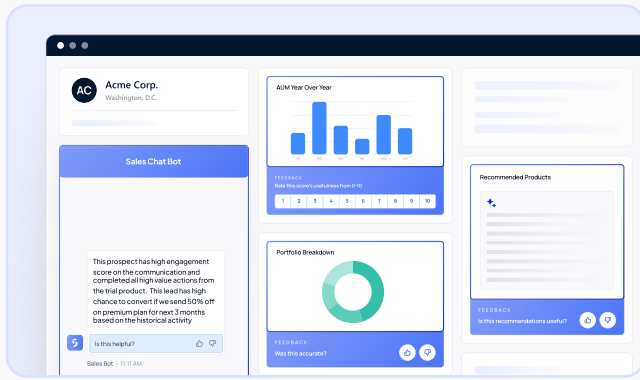 AC
Acme Corp.
Washington, D.C.
Sales Chat Bot
This prospect has high engagement
score on the communication and
completed all high value actions from
the trial product. This lead has high
chance to convert if we send 50% off
on premium plan for next 3 months
based on the historical activity
Is this helpful?
Sales Bot - 11:11 AM
AUM Year Over Year
FEEDBACK
Rate this score's usefulness from 0-10
1 2 3 4 5 6 7 8 9 10
Portfolio Breakdown
FEEDBACK
Was this accurate?
Recommended Products
FEEDBACK
Is this recommendations useful?